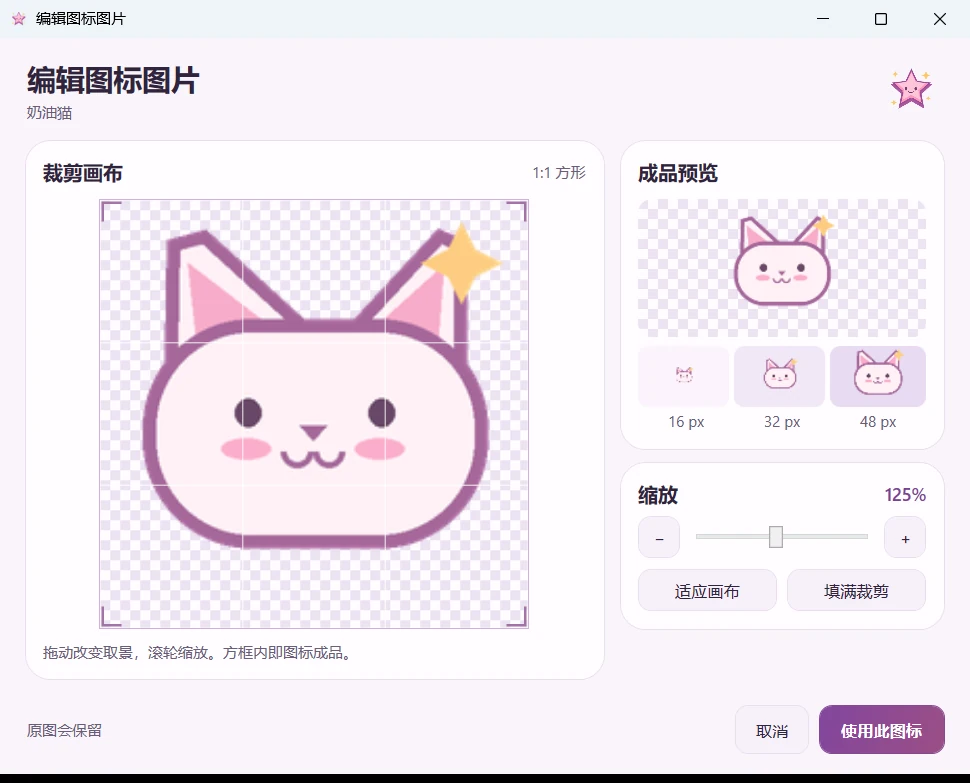 编辑图标图片
编辑图标图片
奶油猫
裁剪画布
1:1 方形
拖动改变取景，滚轮缩放。方框内即图标成品。
成品预览
16 px
32 px
48 px
缩放
125%
－
+
适应画布
填满裁剪
原图会保留
取消
使用此图标